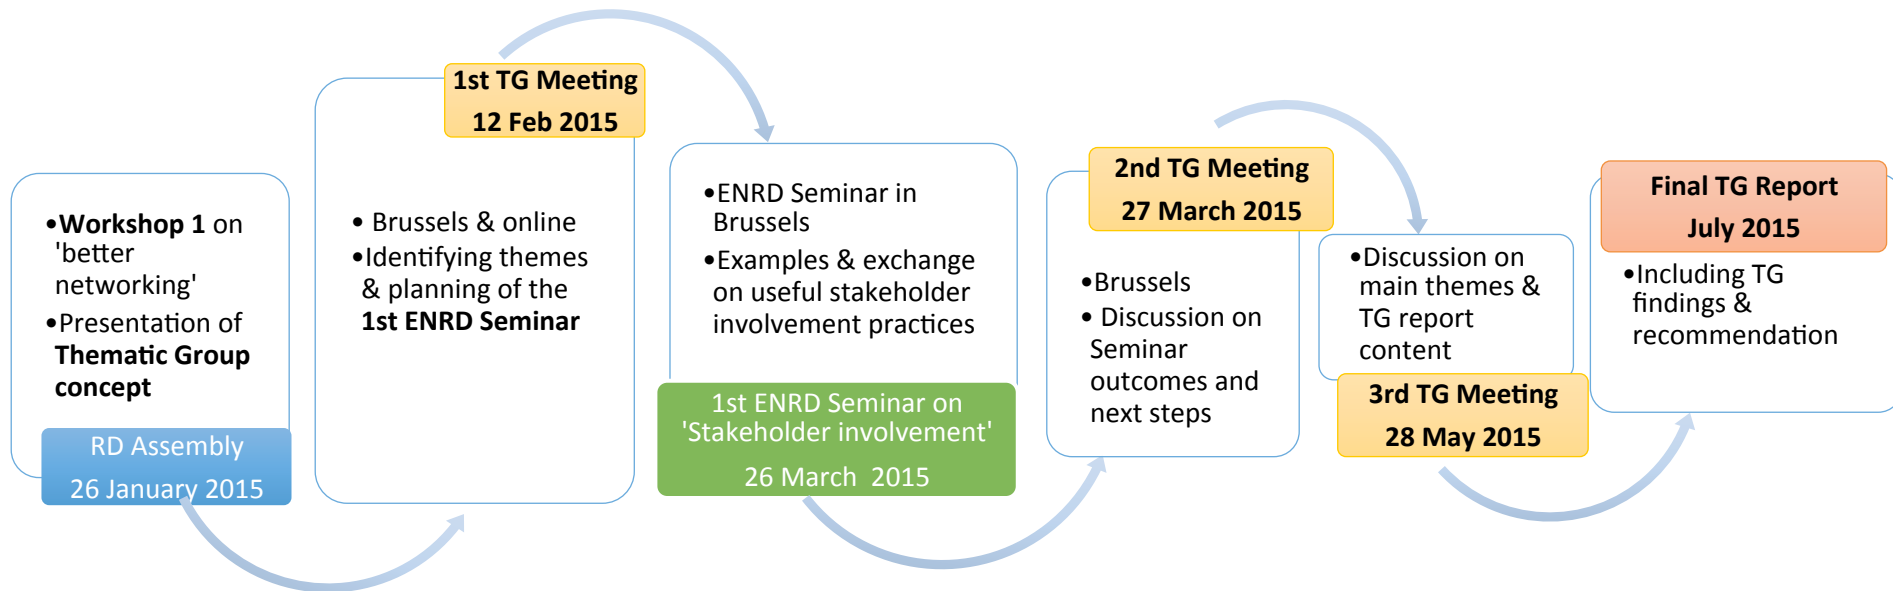 •Workshop 1 on
'better
networking'
•Presentation of
Thematic Group
concept
RD Assembly
26 January 2015
1st TG Meeting
12 Feb 2015
• Brussels & online
•Identifying themes
& planning of the
1st ENRD Seminar
•ENRD Seminar in
Brussels
•Examples & exchange
on useful stakeholder
involvement practices
1st ENRD Seminar on
'Stakeholder involvement'
26 March 2015
2nd TG Meeting
27 March 2015
•Brussels
• Discussion on
Seminar
outcomes and
next steps
•Discussion on
main themes &
TG report
content
3rd TG Meeting
28 May 2015
Final TG Report
July 2015
•Including TG
findings &
recommendation